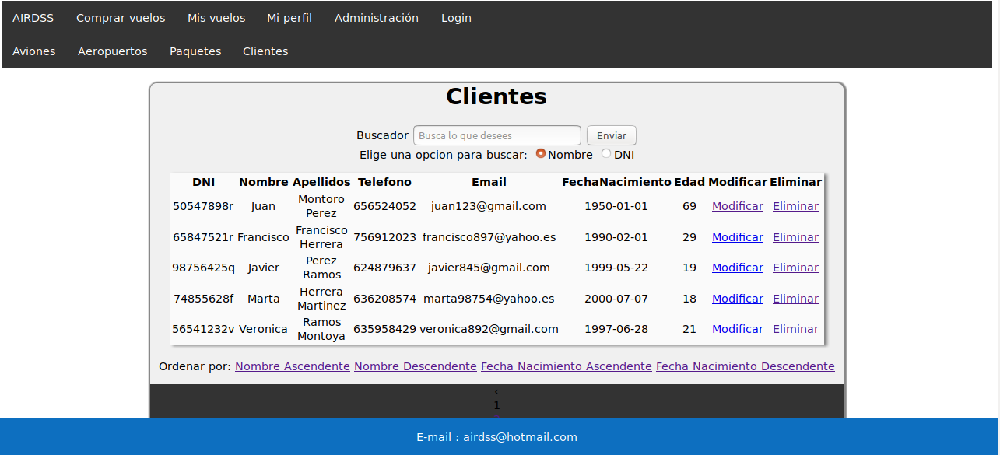 AIRDSS Comprar vuelos Mis vuelos Mi perfil Administración Login
Aviones Aeropuertos Paquetes Clientes
Clientes
Buscador Busca lo que desees Enviar
Elige una opcion para buscar: Nombre DNI
DNI Nombre Apellidos Telefono Email FechaNacimiento Edad Modificar Eliminar
50547898r Juan Montoro Perez 656524052 juan123@gmail.com 1950-01-01 69 Modificar Eliminar
65847521r Francisco Francisco Herrera 756912023 francisco897@yahoo.es 1990-02-01 29 Modificar Eliminar
98756425q Javier Perez Ramos 624879637 javier845@gmail.com 1999-05-22 19 Modificar Eliminar
74855628f Marta Herrera Martinez 636208574 marta98754@yahoo.es 2000-07-07 18 Modificar Eliminar
56541232v Veronica Ramos Montoya 635958429 veronica892@gmail.com 1997-06-28 21 Modificar Eliminar
Ordenar por: Nombre Ascendente Nombre Descendente Fecha Nacimiento Ascendente Fecha Nacimiento Descendente
‹
1
E-mail : airdss@hotmail.com